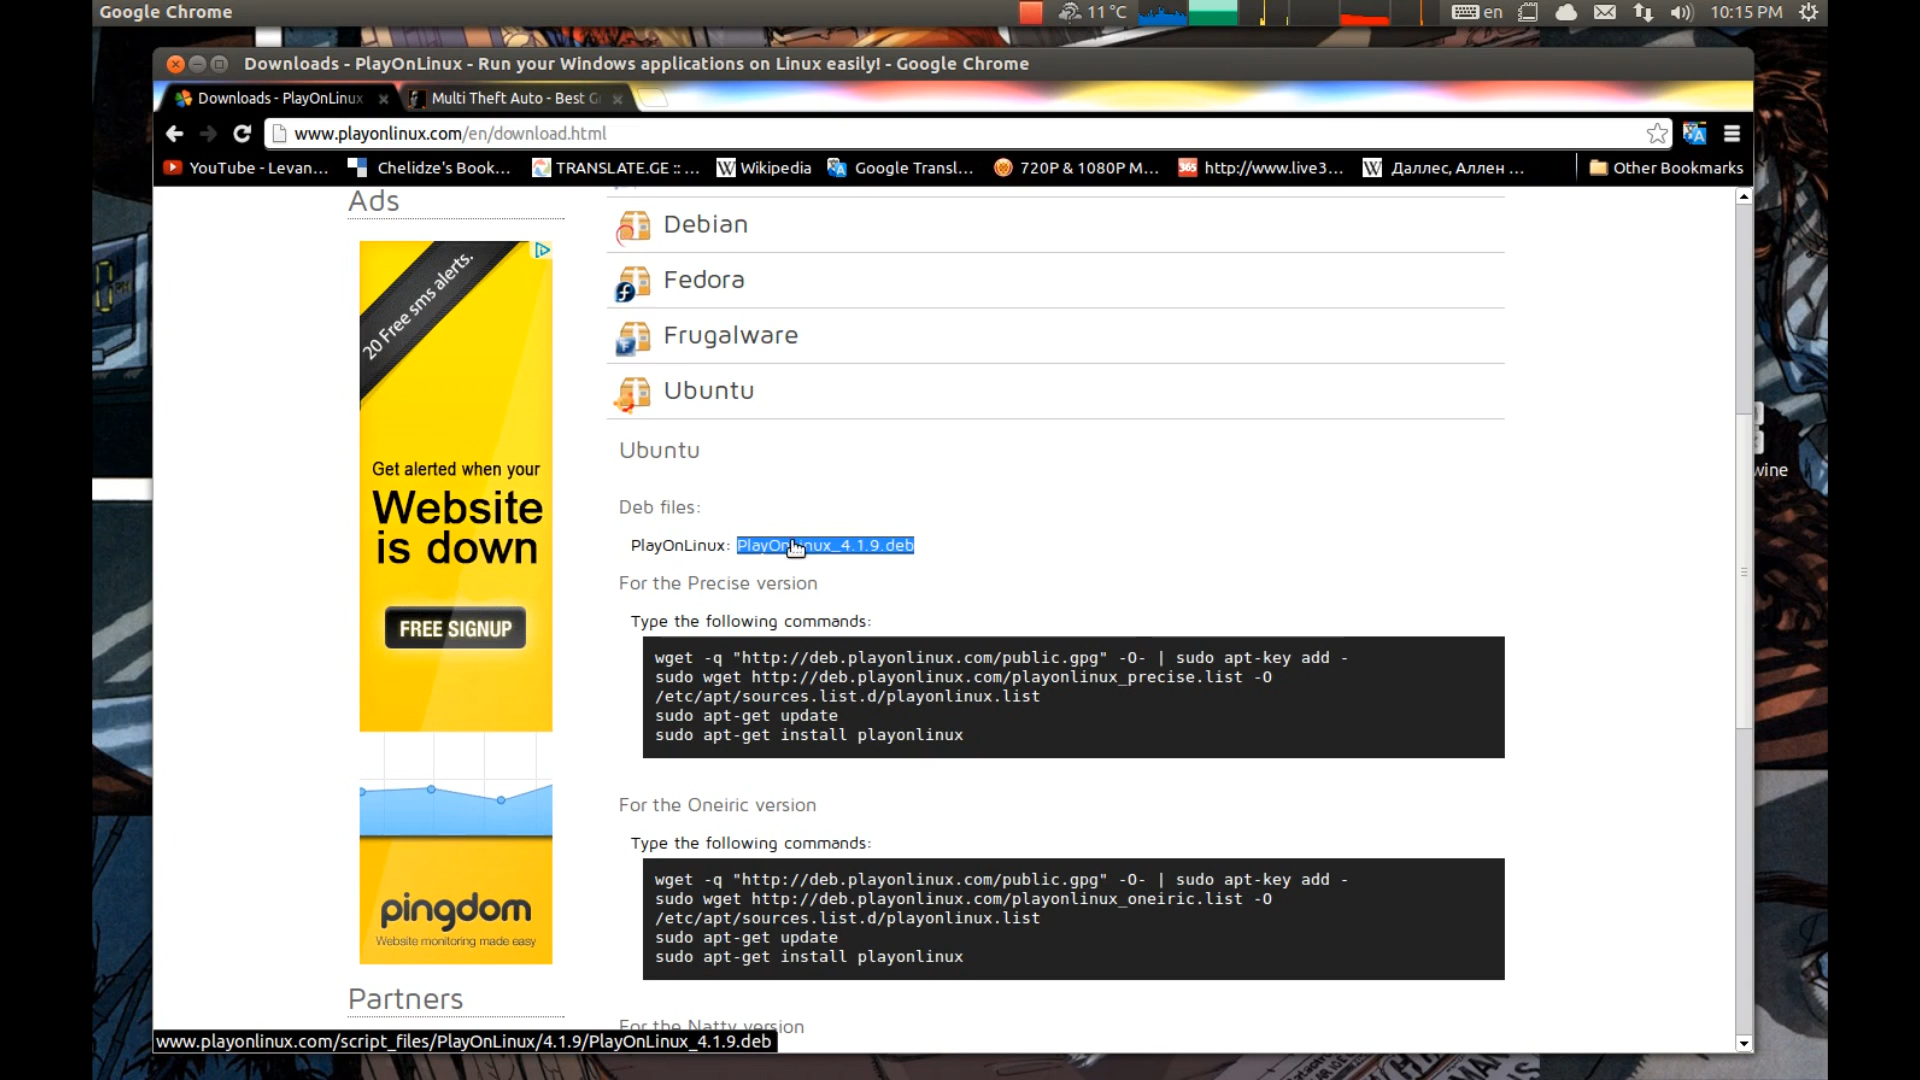 Google Chrome
11 °C
en
10:15 PM
Downloads - PlayOnLinux - Run your Windows applications on Linux easily! - Google Chrome
Downloads - PlayOnLinux
Multi Theft Auto - Best G
www.playonlinux.com/en/download.html
YouTube - Levan...
Chelidze's Book...
TRANSLATE.GE :: ...
Wikipedia
Google Transl...
720P & 1080P M...
365
http://www.live3...
Даллес, Аллен ...
Other Bookmarks
Ads
20 Free sms alerts.
Get alerted when your
Website
is down
FREE SIGNUP
pingdom
Website monitoring made easy
Partners
Debian
Fedora
Frugalware
Ubuntu
Ubuntu
Deb files:
PlayOnLinux: PlayOnLinux_4.1.9.deb
For the Precise version
Type the following commands:
wget -q "http://deb.playonlinux.com/public.gpg" -O- | sudo apt-key add -
sudo wget http://deb.playonlinux.com/playonlinux_precise.list -O
/etc/apt/sources.list.d/playonlinux.list
sudo apt-get update
sudo apt-get install playonlinux
For the Oneiric version
Type the following commands:
wget -q "http://deb.playonlinux.com/public.gpg" -O- | sudo apt-key add -
sudo wget http://deb.playonlinux.com/playonlinux_oneiric.list -O
/etc/apt/sources.list.d/playonlinux.list
sudo apt-get update
sudo apt-get install playonlinux
For the Natty version
www.playonlinux.com/script_files/PlayOnLinux/4.1.9/PlayOnLinux_4.1.9.deb
wine